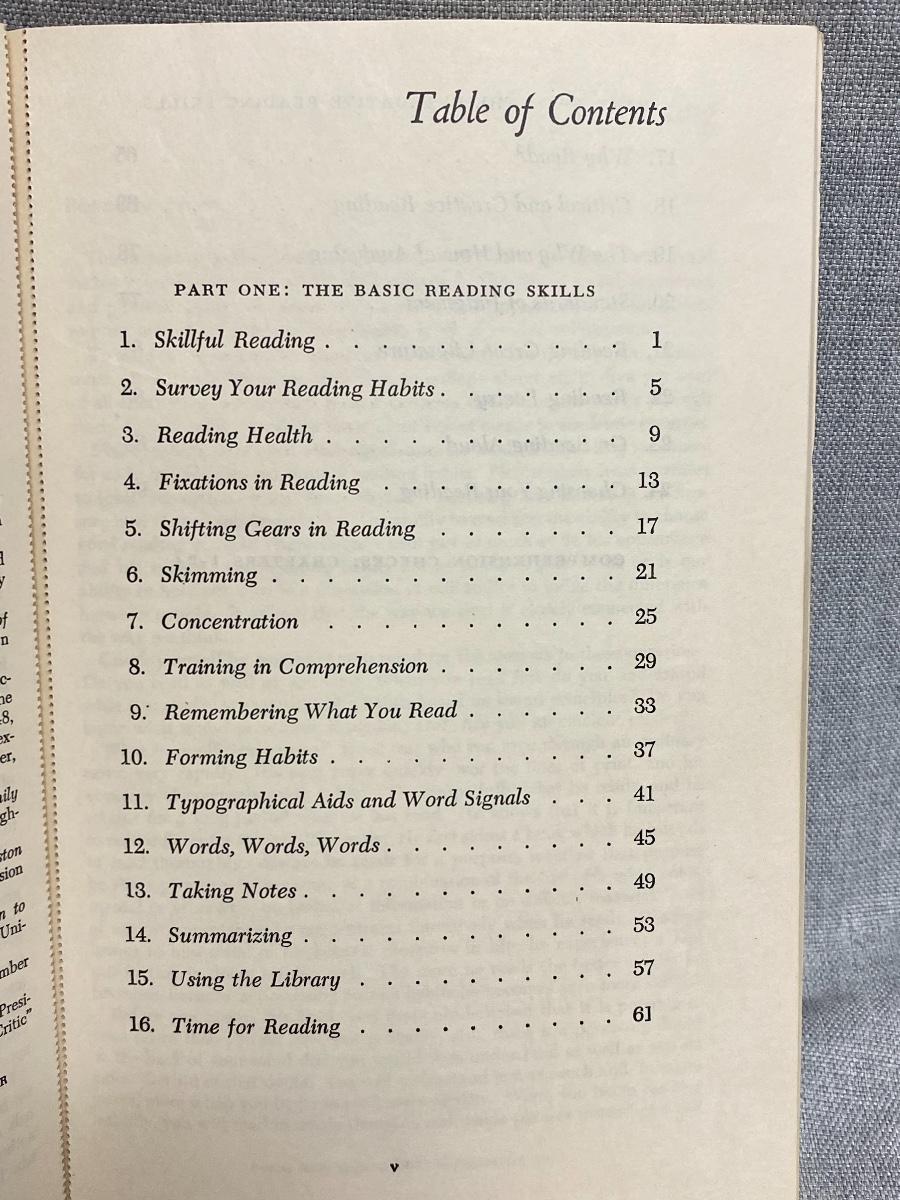 Table of Contents
PART ONE: THE BASIC READING SKILLS
1. Skillful Reading . . . . . . . . . . . 1
2. Survey Your Reading Habits . . . . . . . 5
3. Reading Health . . . . . . . . . . . 9
4. Fixations in Reading . . . . . . . . . 13
5. Shifting Gears in Reading . . . . . . . 17
6. Skimming . . . . . . . . . . . . . 21
7. Concentration . . . . . . . . . . . 25
8. Training in Comprehension . . . . . . . 29
9. Remembering What You Read . . . . . . 33
10. Forming Habits . . . . . . . . . . . 37
11. Typographical Aids and Word Signals . . . 41
12. Words, Words, Words . . . . . . . . . 45
13. Taking Notes . . . . . . . . . . . . 49
14. Summarizing . . . . . . . . . . . . 53
15. Using the Library . . . . . . . . . . 57
16. Time for Reading . . . . . . . . . . 61
v